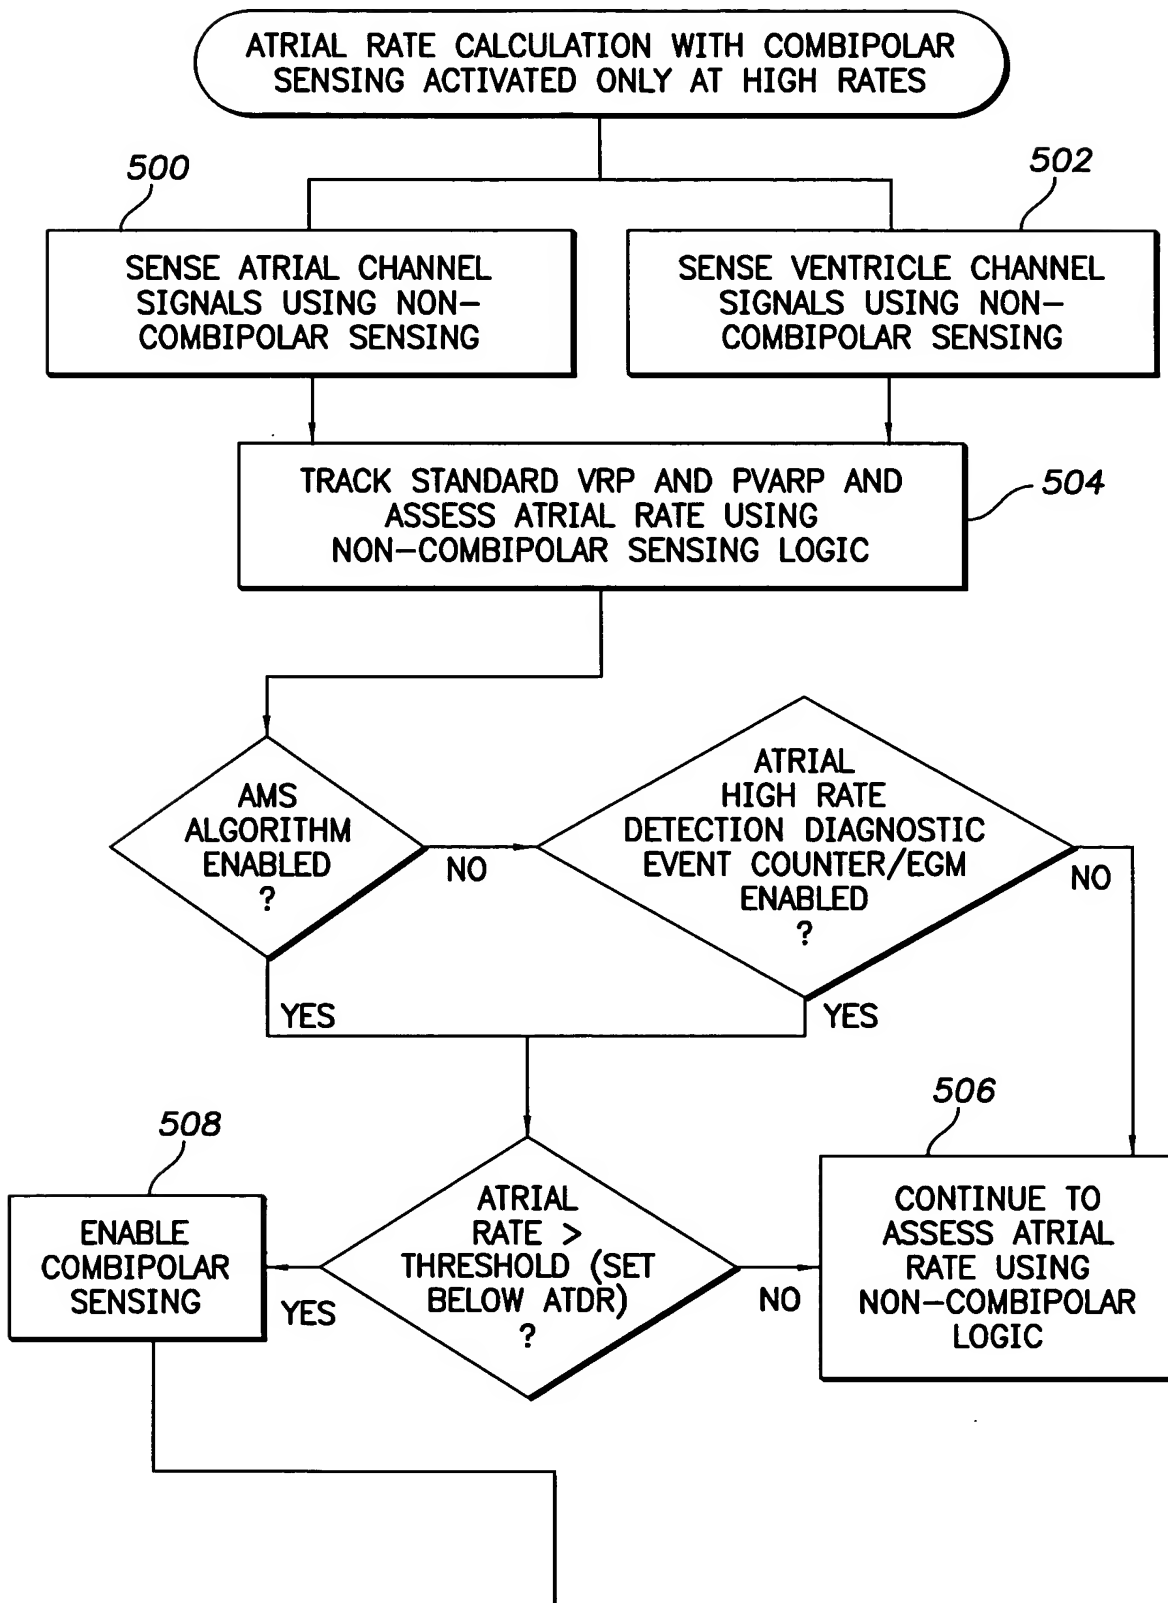 ATRIAL RATE CALCULATION WITH COMBIPOLAR
SENSING ACTIVATED ONLY AT HIGH RATES
500
502
SENSE ATRIAL CHANNEL
SIGNALS USING NON-
COMBIPOLAR SENSING
SENSE VENTRICLE CHANNEL
SIGNALS USING NON-
COMBIPOLAR SENSING
504
TRACK STANDARD VRP AND PVARP AND
ASSESS ATRIAL RATE USING
NON-COMBIPOLAR SENSING LOGIC
AMS
ALGORITHM
ENABLED
?
NO
ATRIAL
HIGH RATE
DETECTION DIAGNOSTIC
EVENT COUNTER/EGM
ENABLED
?
NO
YES
YES
508
506
ENABLE
COMBIPOLAR
SENSING
YES
ATRIAL
RATE >
THRESHOLD (SET
BELOW ATDR)
?
NO
CONTINUE TO
ASSESS ATRIAL
RATE USING
NON-COMBIPOLAR
LOGIC